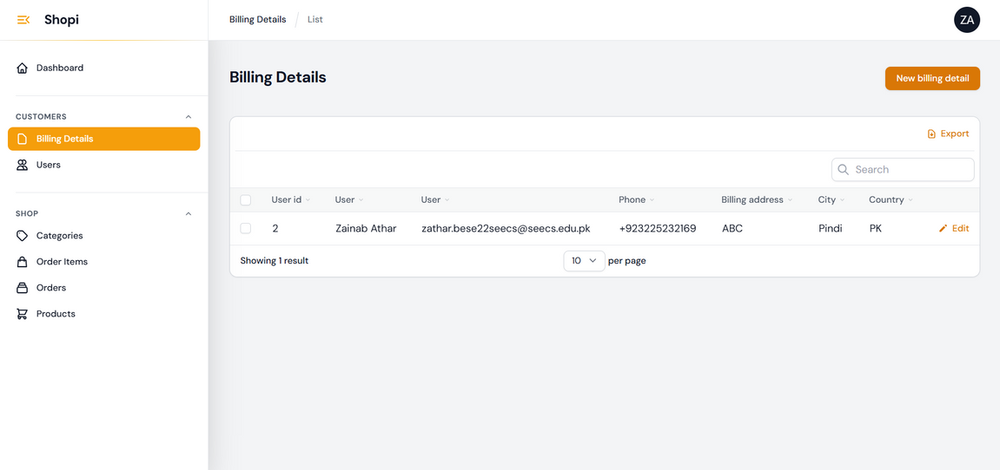 Shopi
Billing Details / List
ZA
Dashboard
CUSTOMERS
Billing Details
Users
SHOP
Categories
Order Items
Orders
Products
Billing Details
New billing detail
Export
Search
User id User User Phone Billing address City Country
2 Zainab Athar zathar.bese22seecs@seecs.edu.pk +923225232169 ABC Pindi PK Edit
Showing 1 result 10 per page